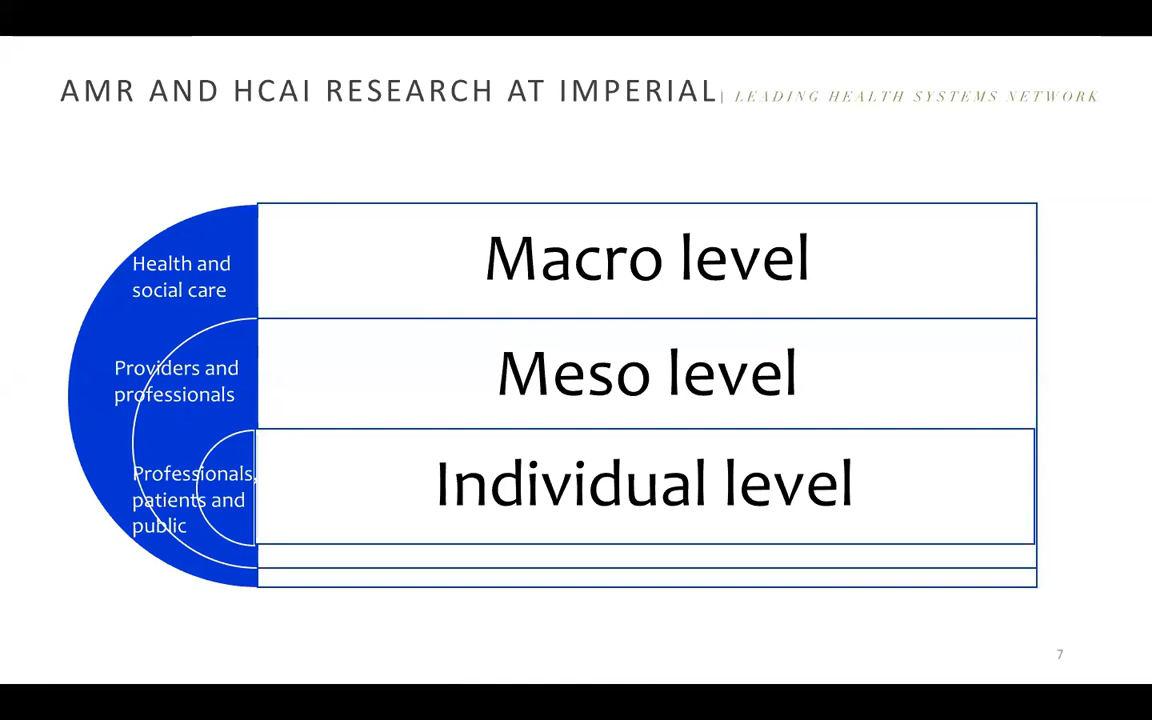 AMR AND HCAI RESEARCH AT IMPERIAL| LEADING HEALTH SYSTEMS NETWORK
Health and
social care
Macro level
Providers and
professionals
Meso level
Professionals,
patients and
public
Individual level
7